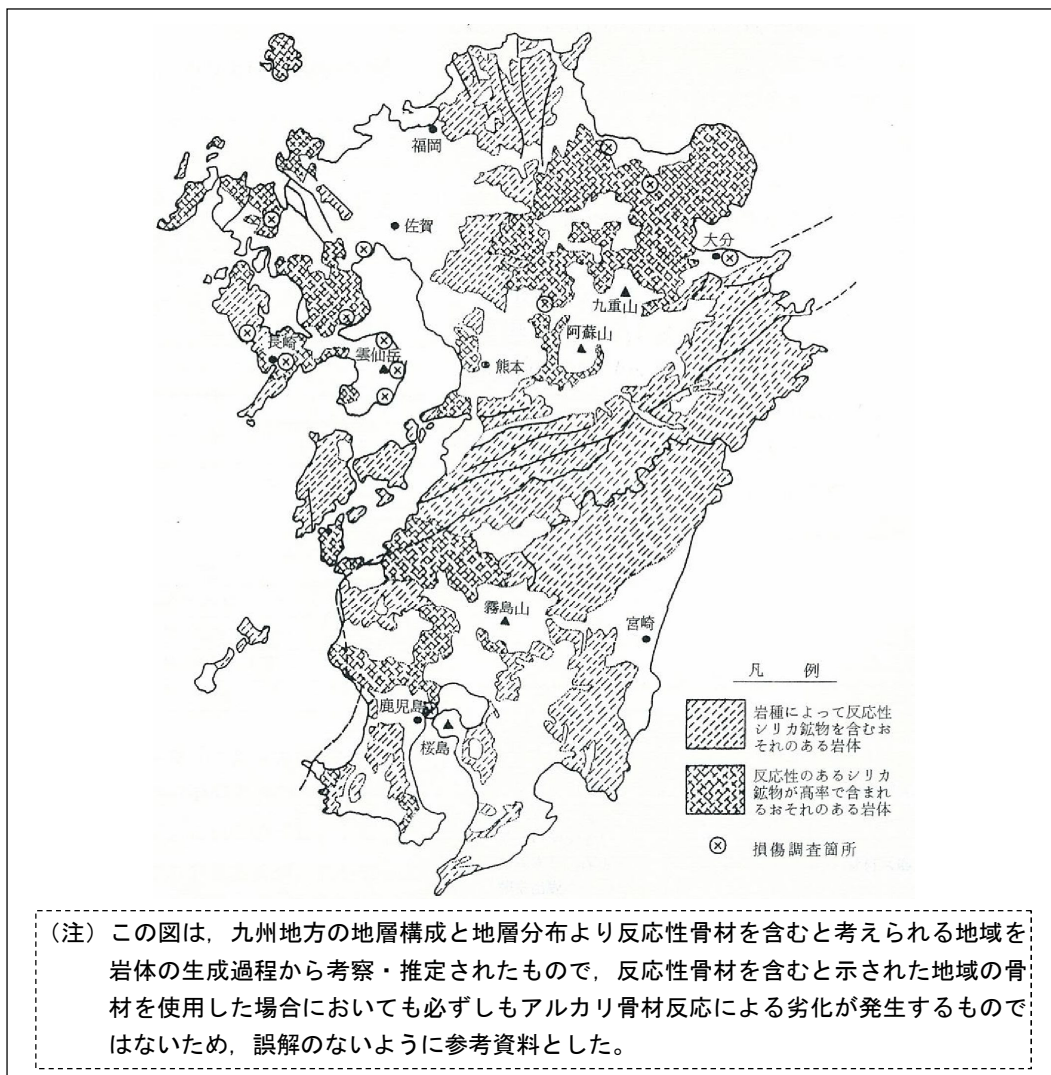 福岡
佐賀
大分
九重山
阿蘇山
長崎
雲仙岳
熊本
霧島山
宮崎
鹿児島
桜島
凡 例
岩種によって反応性
シリカ鉱物を含むお
それのある岩体
反応性のあるシリカ
鉱物が高率で含まれ
るおそれのある岩体
損傷調査箇所
(注)この図は,九州地方の地層構成と地層分布より反応性骨材を含むと考えられる地域を
岩体の生成過程から考察・推定されたもので,反応性骨材を含むと示された地域の骨
材を使用した場合においても必ずしもアルカリ骨材反応による劣化が発生するもので
はないため,誤解のないように参考資料とした。